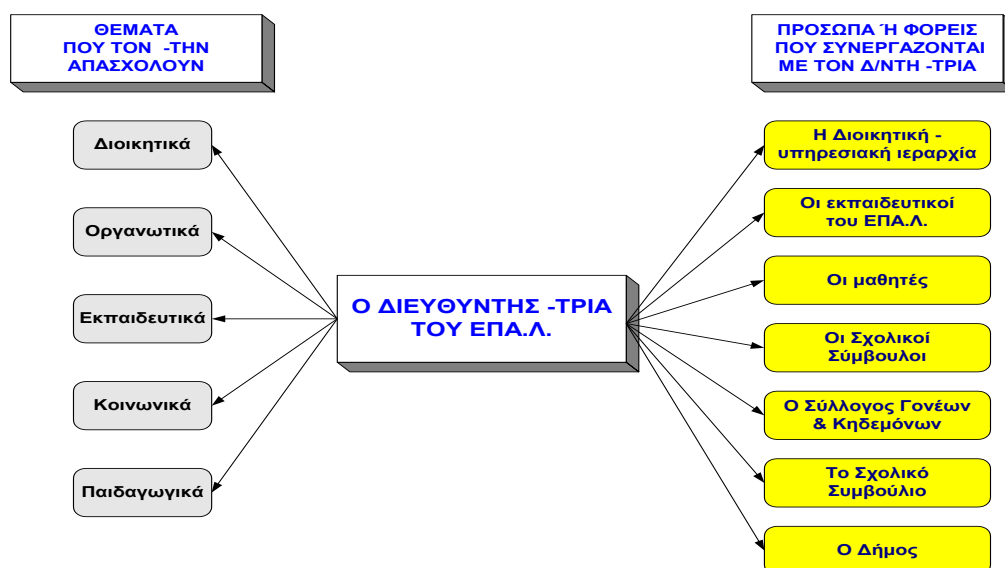 ΘΕΜΑΤΑ
ΠΟΥ ΤΟΝ -ΤΗΝ
ΑΠΑΣΧΟΛΟΥΝ
Διοικητικά
Οργανωτικά
Εκπαιδευτικά
Κοινωνικά
Παιδαγωγικά
Ο ΔΙΕΥΘΥΝΤΗΣ -ΤΡΙΑ
ΤΟΥ ΕΠΑ.Λ.
ΠΡΟΣΩΠΑ Ή ΦΟΡΕΙΣ
ΠΟΥ ΣΥΝΕΡΓΑΖΟΝΤΑΙ
ΜΕ ΤΟΝ Δ/ΝΤΗ -ΤΡΙΑ
Η Διοικητική -
υπηρεσιακή ιεραρχία
Οι εκπαιδευτικοί
του ΕΠΑ.Λ.
Οι μαθητές
Οι Σχολικοί
Σύμβουλοι
Ο Σύλλογος Γονέων
& Κηδεμόνων
Το Σχολικό
Συμβούλιο
Ο Δήμος